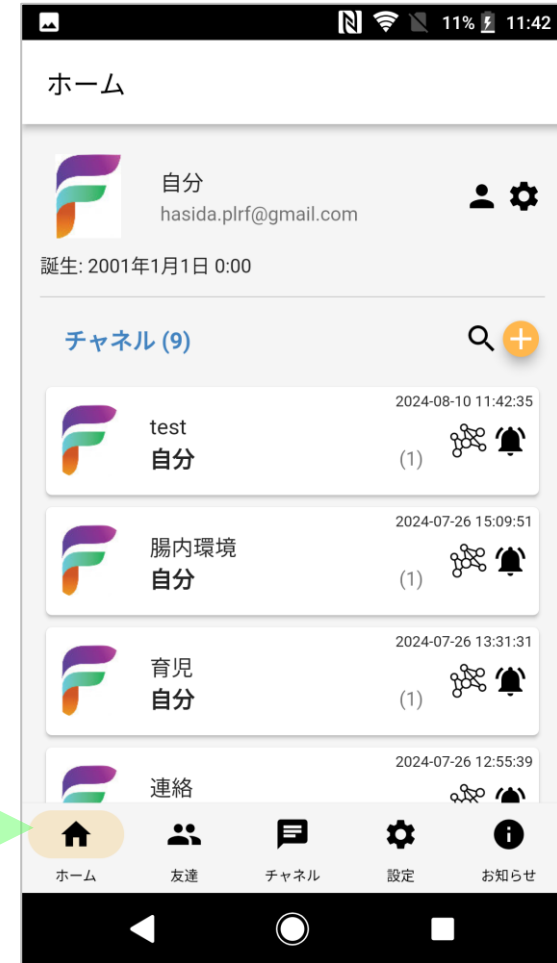 11% 11:42
ホーム
自分
hasida.plrf@gmail.com
誕生: 2001年1月1日 0:00
チャネル (9)
2024-08-10 11:42:35
test
自分
(1)
2024-07-26 15:09:51
腸内環境
自分
(1)
2024-07-26 13:31:31
育児
自分
(1)
2024-07-26 12:55:39
連絡
ホーム 友達 チャネル 設定 お知らせ